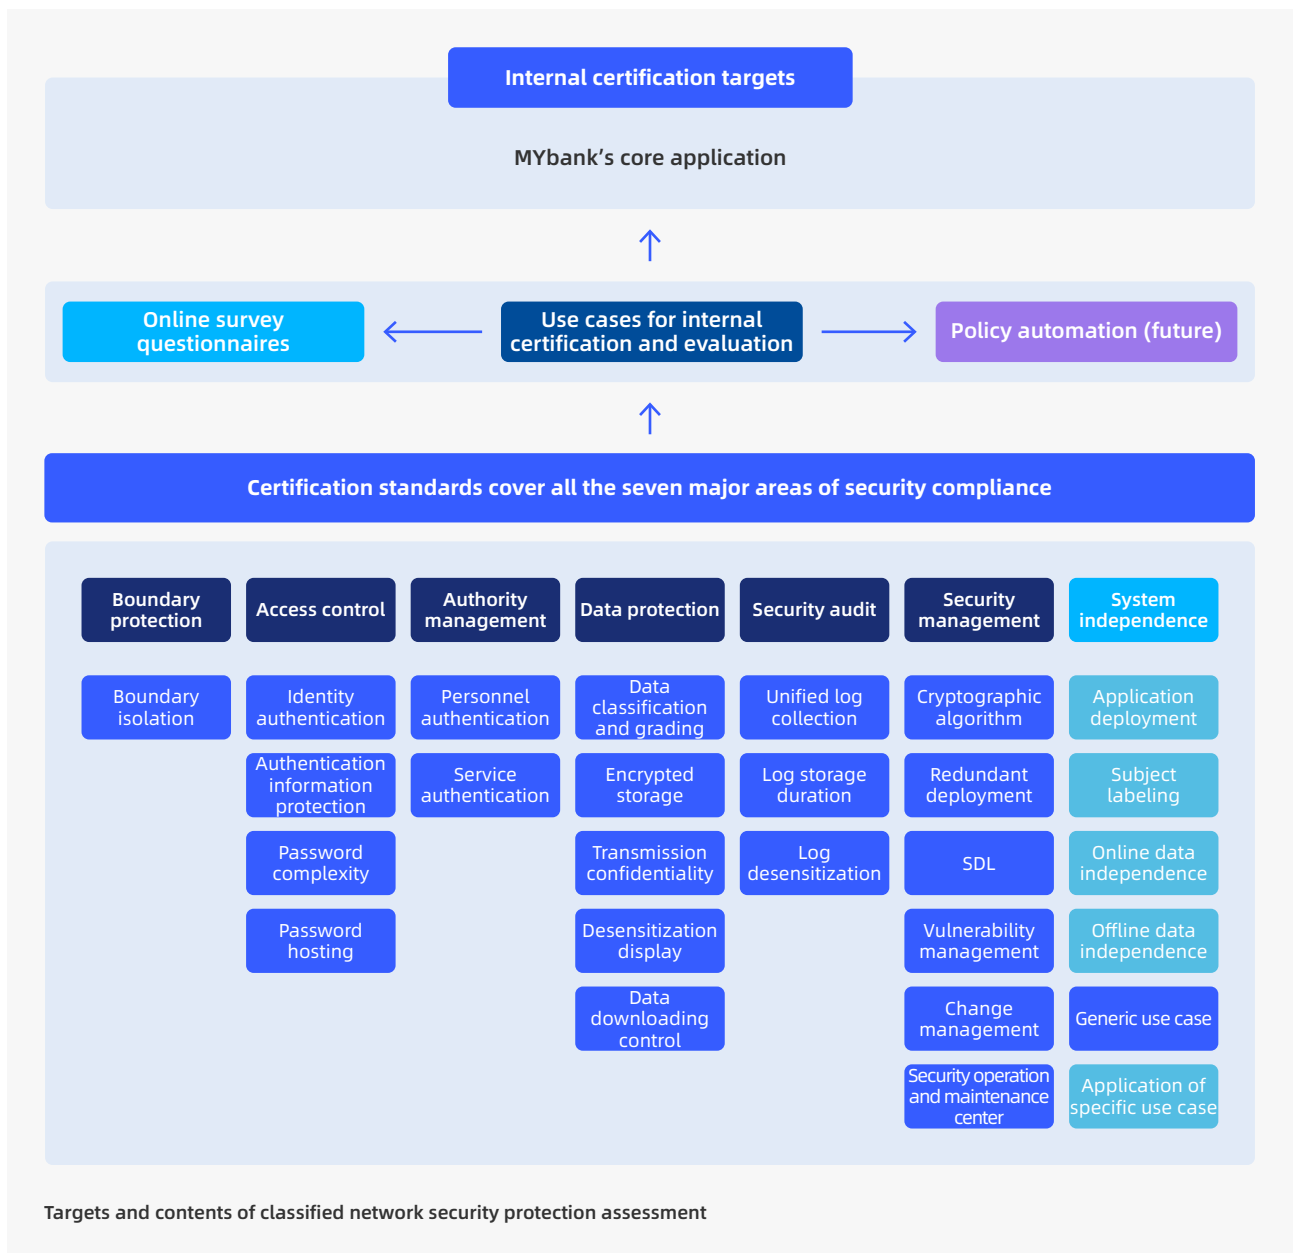 Internal certification targets
MYbank’s core application
Online survey
questionnaires
Use cases for internal
certification and evaluation
Policy automation (future)
Certification standards cover all the seven major areas of security compliance
Boundary
protection
Access control
Authority
management
Data protection
Security audit
Security
management
System
independence
Boundary
isolation
Identity
authentication
Personnel
authentication
Data
classification
and grading
Unified log
collection
Cryptographic
algorithm
Application
deployment
Authentication
information
protection
Service
authentication
Encrypted
storage
Log storage
duration
Redundant
deployment
Subject
labeling
Password
complexity
Transmission
confidentiality
Log
desensitization
SDL
Online data
independence
Password
hosting
Desensitization
display
Vulnerability
management
Offline data
independence
Data
downloading
control
Change
management
Generic use case
Security operation
and maintenance
center
Application of
specific use case
Targets and contents of classified network security protection assessment